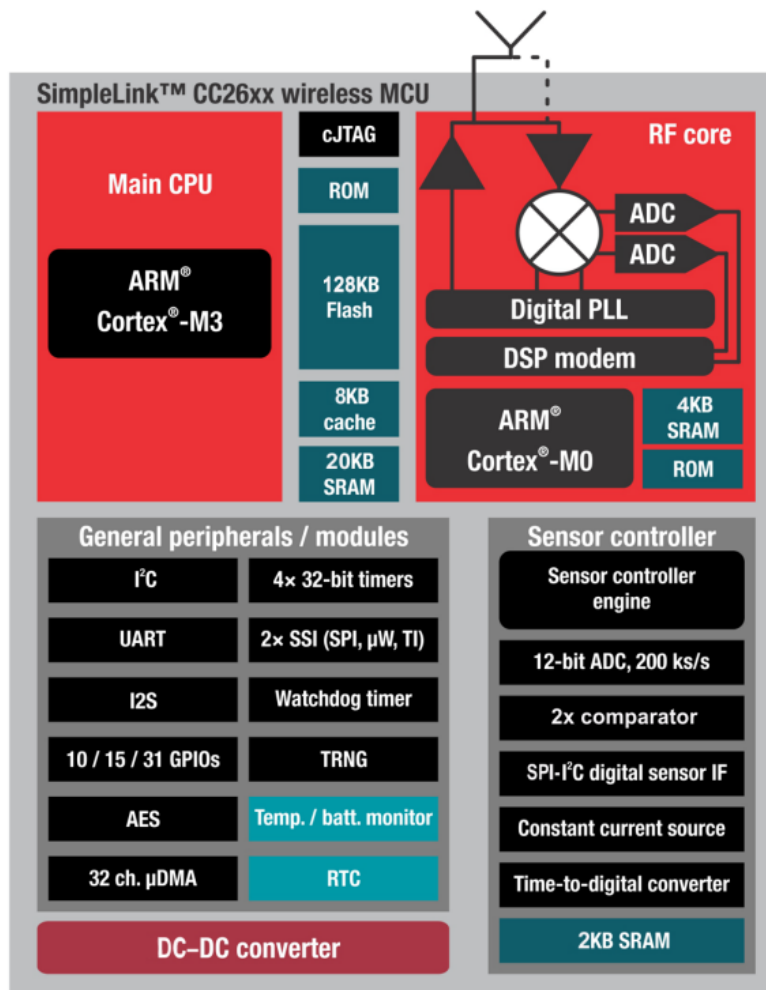 SimpleLink™ CC26xx wireless MCU
Main CPU
ARM®
Cortex®-M3
cJTAG
ROM
128KB
Flash
8KB
cache
20KB
SRAM
RF core
ADC
ADC
Digital PLL
DSP modem
ARM®
Cortex®-M0
4KB
SRAM
ROM
General peripherals / modules
I²C
4× 32-bit timers
UART
2× SSI (SPI, µW, TI)
I2S
Watchdog timer
10 / 15 / 31 GPIOs
TRNG
AES
Temp. / batt. monitor
32 ch. µDMA
RTC
DC–DC converter
Sensor controller
Sensor controller
engine
12-bit ADC, 200 ks/s
2x comparator
SPI-I²C digital sensor IF
Constant current source
Time-to-digital converter
2KB SRAM